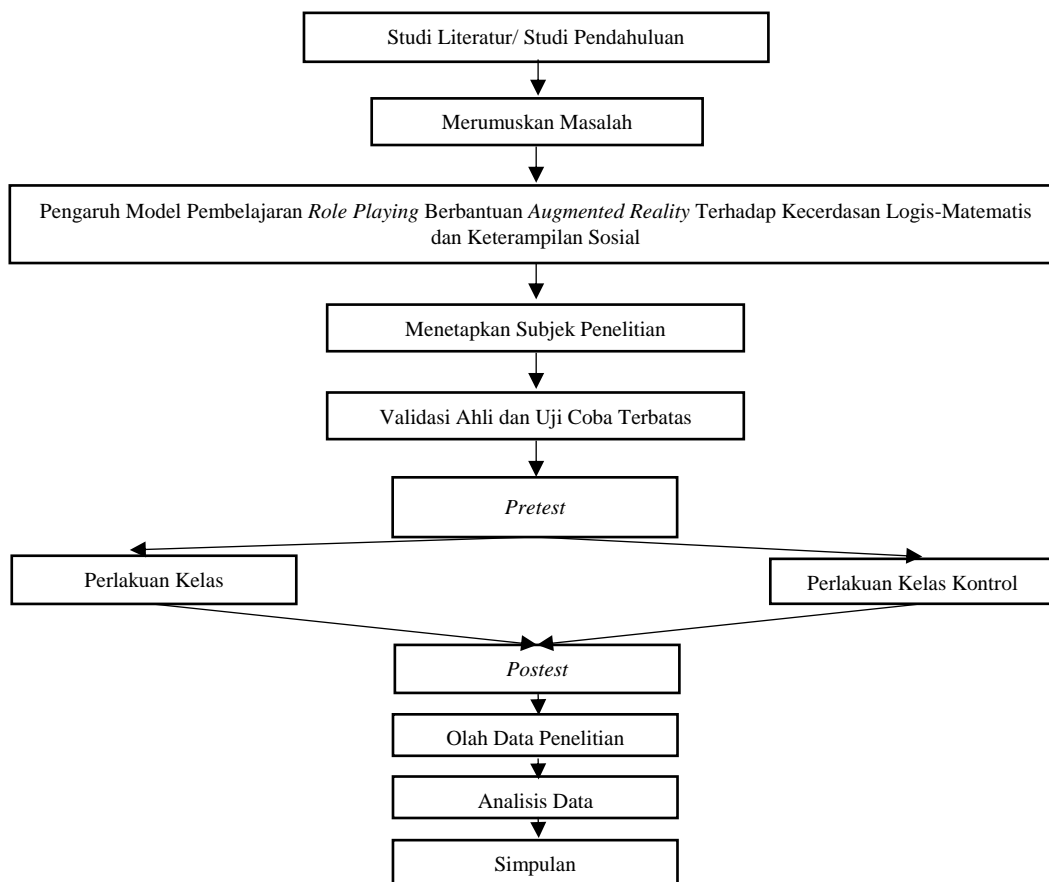 Studi Literatur/ Studi Pendahuluan
Merumuskan Masalah
Pengaruh Model Pembelajaran Role Playing Berbantuan Augmented Reality Terhadap Kecerdasan Logis-Matematis
dan Keterampilan Sosial
Menetapkan Subjek Penelitian
Validasi Ahli dan Uji Coba Terbatas
Pretest
Perlakuan Kelas
Perlakuan Kelas Kontrol
Postest
Olah Data Penelitian
Analisis Data
Simpulan